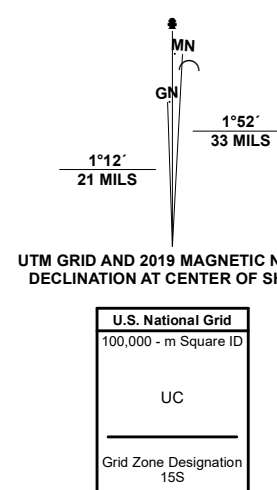 MN
GN
1°52´
33 MILS
1°12´
21 MILS
UTM GRID AND 2019 MAGNETIC N
DECLINATION AT CENTER OF SH
U.S. National Grid
100,000 - m Square ID
UC
Grid Zone Designation
15S